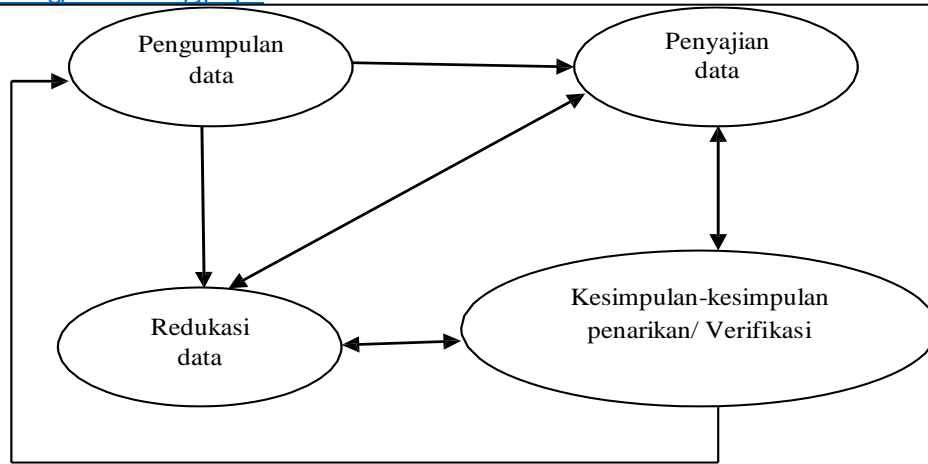 Pengumpulan
data
Penyajian
data
Redukasi
data
Kesimpulan-kesimpulan
penarikan/ Verifikasi